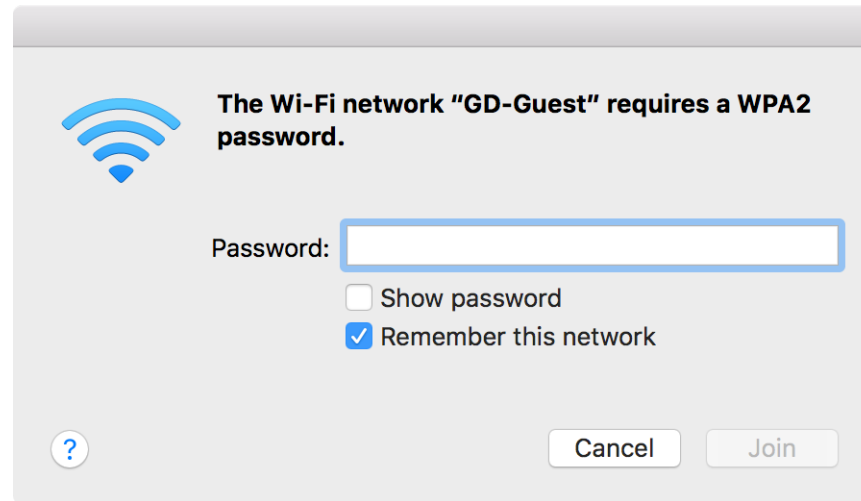 The Wi-Fi network “GD-Guest” requires a WPA2
password.
Password:
Show password
Remember this network
?
Cancel
Join